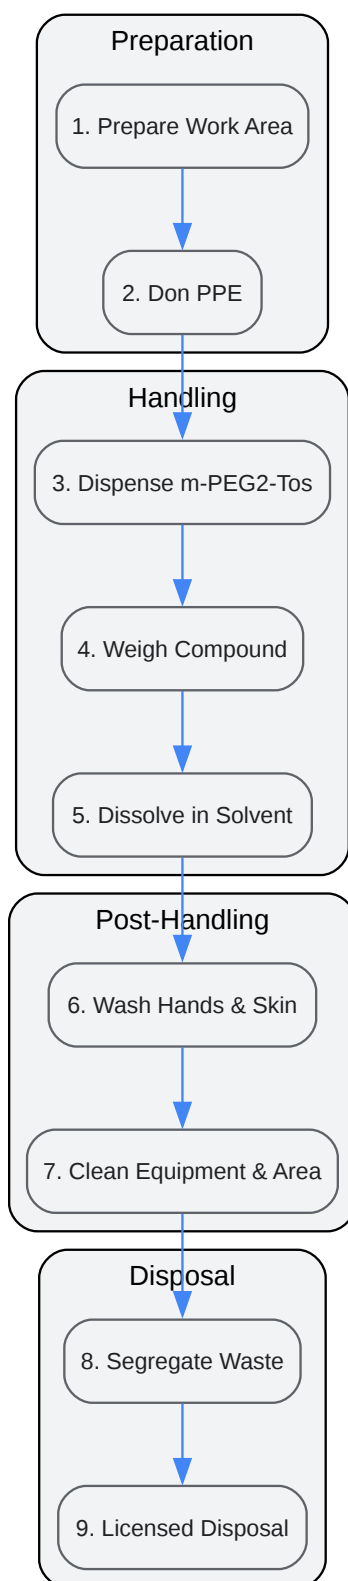 Preparation
1. Prepare Work Area
2. Don PPE
Handling
3. Dispense m-PEG2-Tos
4. Weigh Compound
5. Dissolve in Solvent
Post-Handling
6. Wash Hands & Skin
7. Clean Equipment & Area
Disposal
8. Segregate Waste
9. Licensed Disposal